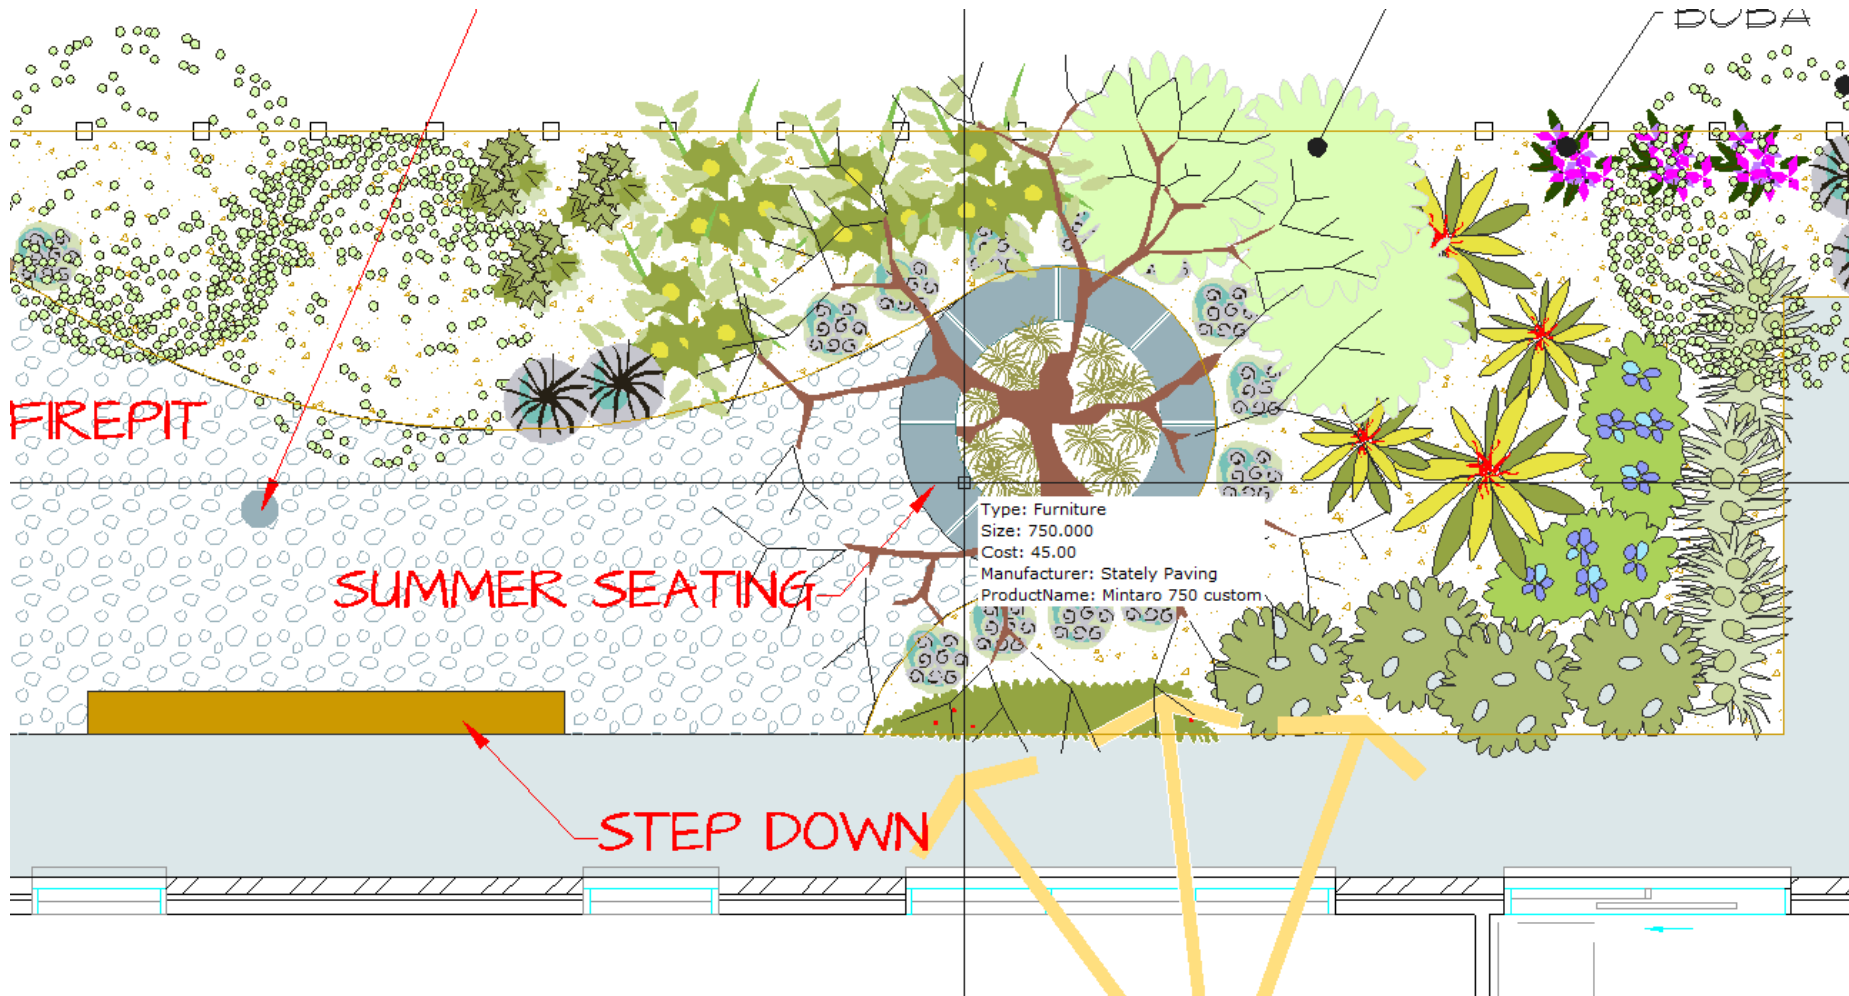 BUBA
FIREPIT
Type: Furniture
Size: 750.000
Cost: 45.00
Manufacturer: Stately Paving
ProductName: Mintaro 750 custom
SUMMER SEATING
STEP DOWN